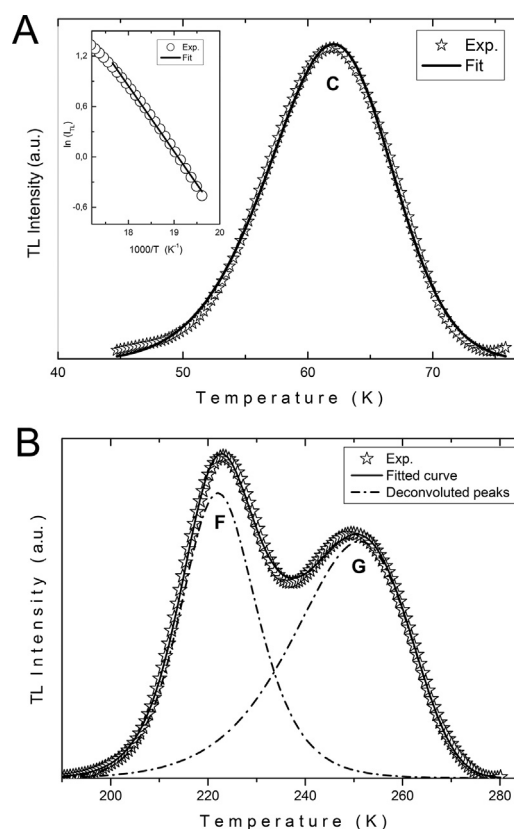 A
Exp.
Fit
1,2
0,6
0,0
-0,6
ln (I_TL)
18
19
20
1000/T (K⁻¹)
Exp.
Fit
C
TL Intensity (a.u.)
40
50
60
70
Temperature (K)
B
Exp.
Fitted curve
Deconvoluted peaks
F
G
TL Intensity (a.u.)
200
220
240
260
280
Temperature (K)